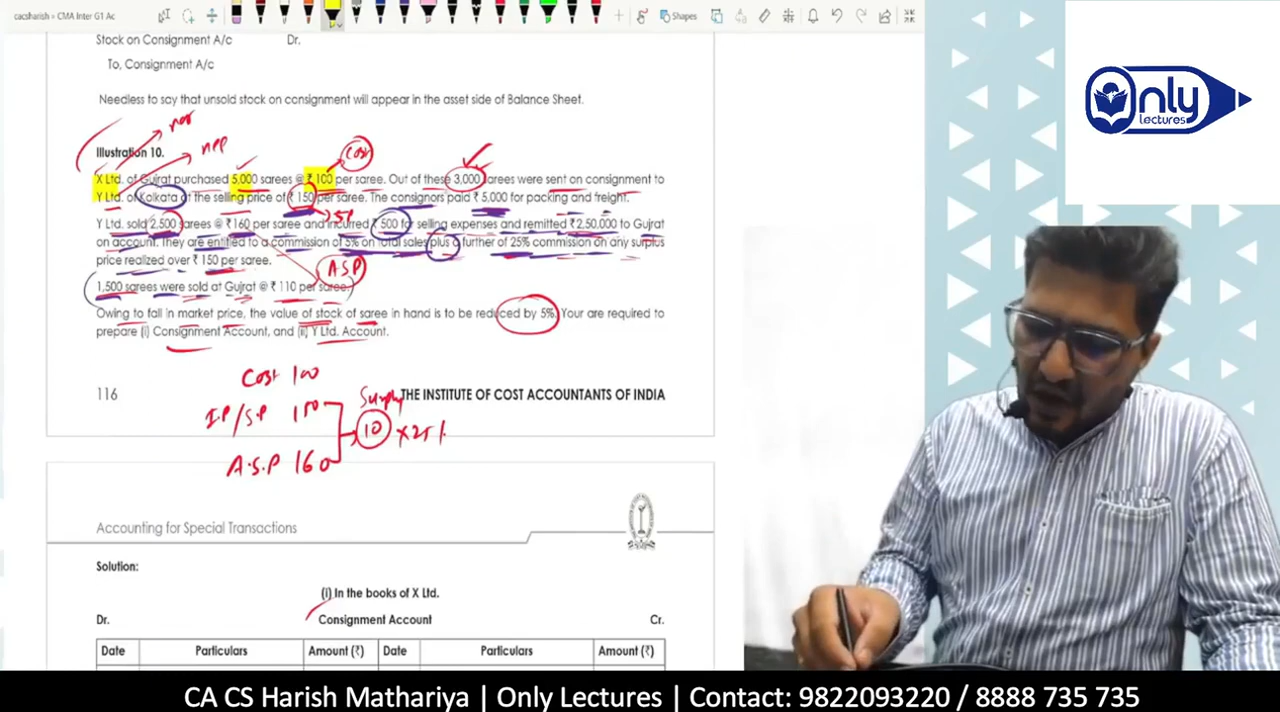 cacsharish » CMA Inter G1 Ac
Shapes
Stock on Consignment A/c Dr.
To, Consignment A/c
Needless to say that unsold stock on consignment will appear in the asset side of Balance Sheet.
Illustration 10.
Cost
X Ltd. of Gujrat purchased 5,000 sarees @ ₹ 100 per saree. Out of these 3,000 sarees were sent on consignment to
Y Ltd. of Kolkata at the selling price of ₹ 150 per saree. The consignors paid ₹ 5,000 for packing and freight.
SP
Y Ltd. sold 2,500 sarees @ ₹160 per saree and incurred ₹ 500 for selling expenses and remitted ₹ 2,50,000 to Gujrat
on account. They are entitled to a commission of 5% on total sales plus a further of 25% commission on any surplus
price realized over ₹ 150 per saree.
A.S.P
1,500 sarees were sold at Gujrat @ ₹ 110 per saree.
Owing to fall in market price, the value of stock of saree in hand is to be reduced by 5%. Your are required to
prepare (i) Consignment Account, and (ii) Y Ltd. Account.
Cost 100
116
THE INSTITUTE OF COST ACCOUNTANTS OF INDIA
I.P/S.P 150
10 × 25%
A.S.P 160
Accounting for Special Transactions
Solution:
(i) In the books of X Ltd.
Dr. Consignment Account Cr.
Date Particulars Amount (₹) Date Particulars Amount (₹)
Only
Lectures
CA CS Harish Mathariya | Only Lectures | Contact: 9822093220 / 8888 735 735